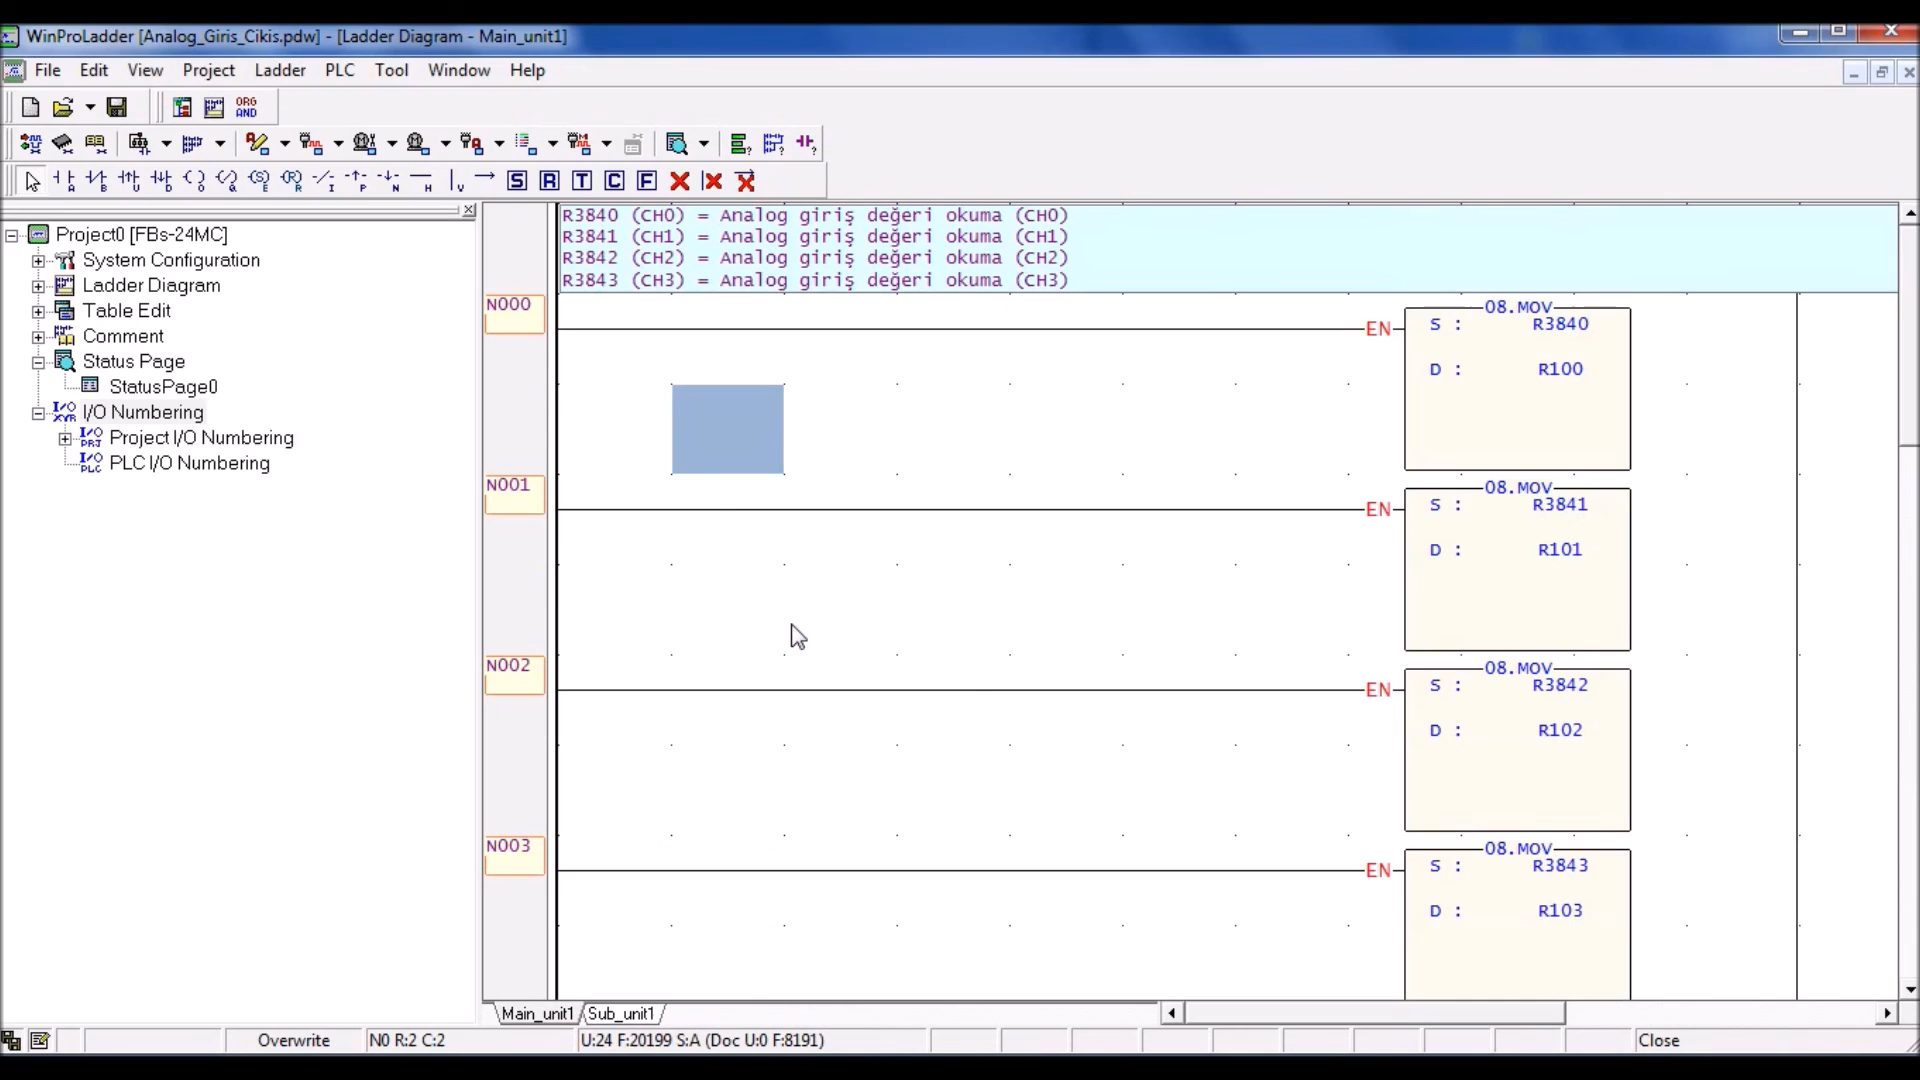 WinProLadder [Analog_Giris_Cikis.pdw] - [Ladder Diagram - Main_unit1]
File Edit View Project Ladder PLC Tool Window Help
ORG
AND
A B U D O Q E R I P N H V S R T C F
Project0 [FBs-24MC]
System Configuration
Ladder Diagram
Table Edit
Comment
Status Page
StatusPage0
I/O Numbering
Project I/O Numbering
PLC I/O Numbering
R3840 (CH0) = Analog giriş değeri okuma (CH0)
R3841 (CH1) = Analog giriş değeri okuma (CH1)
R3842 (CH2) = Analog giriş değeri okuma (CH2)
R3843 (CH3) = Analog giriş değeri okuma (CH3)
N000
08.MOV
EN S : R3840
D : R100
N001
08.MOV
EN S : R3841
D : R101
N002
08.MOV
EN S : R3842
D : R102
N003
08.MOV
EN S : R3843
D : R103
Main_unit1 Sub_unit1
Overwrite N0 R:2 C:2 U:24 F:20199 S:A (Doc U:0 F:8191) Close